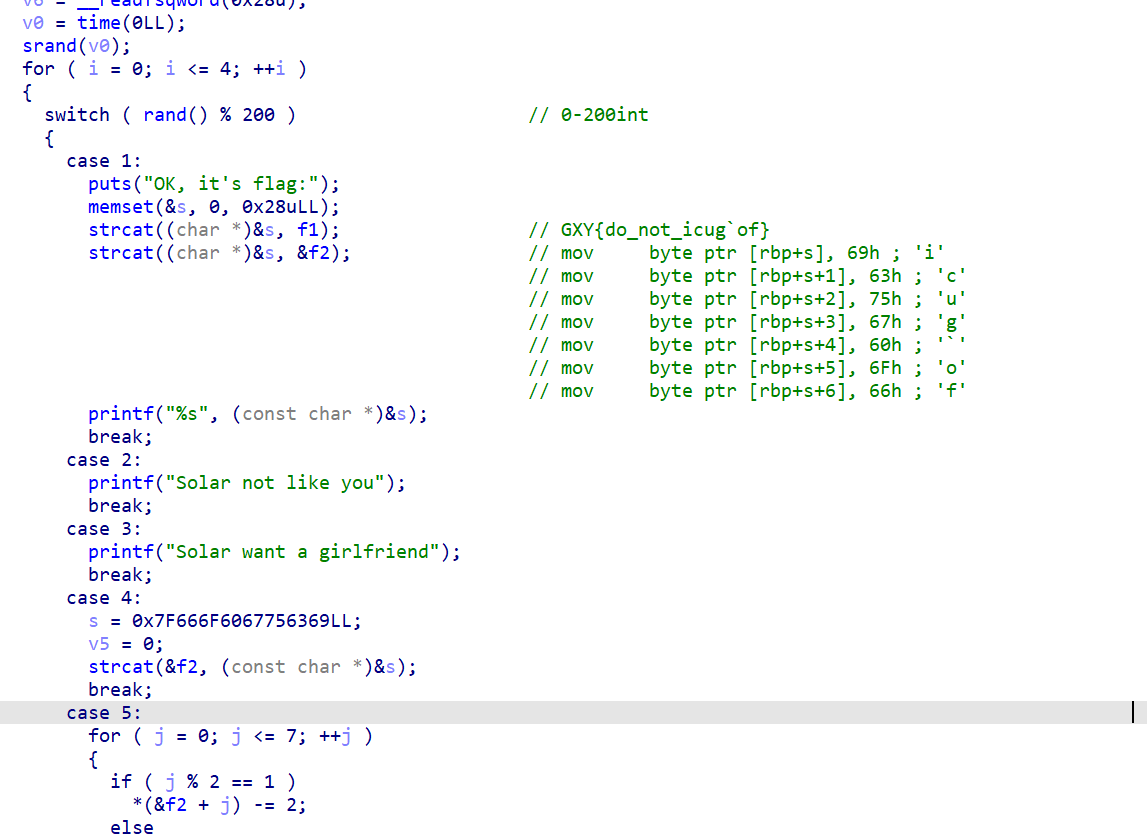 v6 = __readfsqword(0x28u);
v0 = time(0LL);
srand(v0);
for ( i = 0; i <= 4; ++i )
{
switch ( rand() % 200 ) // 0-200int
{
case 1:
puts("OK, it's flag:");
memset(&s, 0, 0x28uLL);
strcat((char *)&s, f1); // GXY{do_not_icug`of}
strcat((char *)&s, &f2); // mov byte ptr [rbp+s], 69h ; 'i'
// mov byte ptr [rbp+s+1], 63h ; 'c'
// mov byte ptr [rbp+s+2], 75h ; 'u'
// mov byte ptr [rbp+s+3], 67h ; 'g'
// mov byte ptr [rbp+s+4], 60h ; '`'
// mov byte ptr [rbp+s+5], 6Fh ; 'o'
// mov byte ptr [rbp+s+6], 66h ; 'f'
printf("%s", (const char *)&s);
break;
case 2:
printf("Solar not like you");
break;
case 3:
printf("Solar want a girlfriend");
break;
case 4:
s = 0x7F666F6067756369LL;
v5 = 0;
strcat(&f2, (const char *)&s);
break;
case 5:
for ( j = 0; j <= 7; ++j )
{
if ( j % 2 == 1 )
*(&f2 + j) -= 2;
else